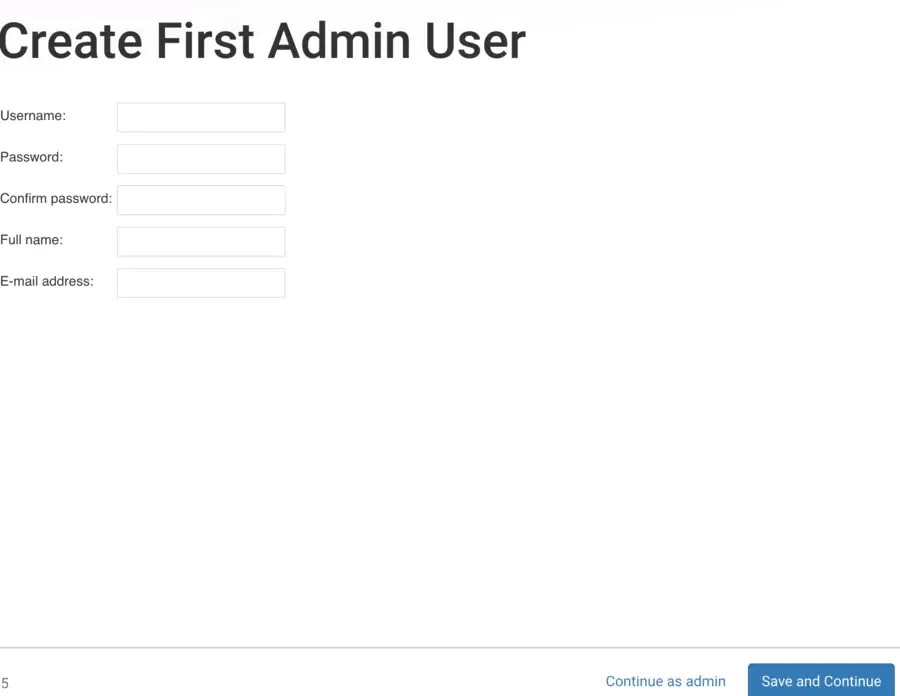 Create First Admin User
Username:
Password:
Confirm password:
Full name:
E-mail address:
5
Continue as admin
Save and Continue